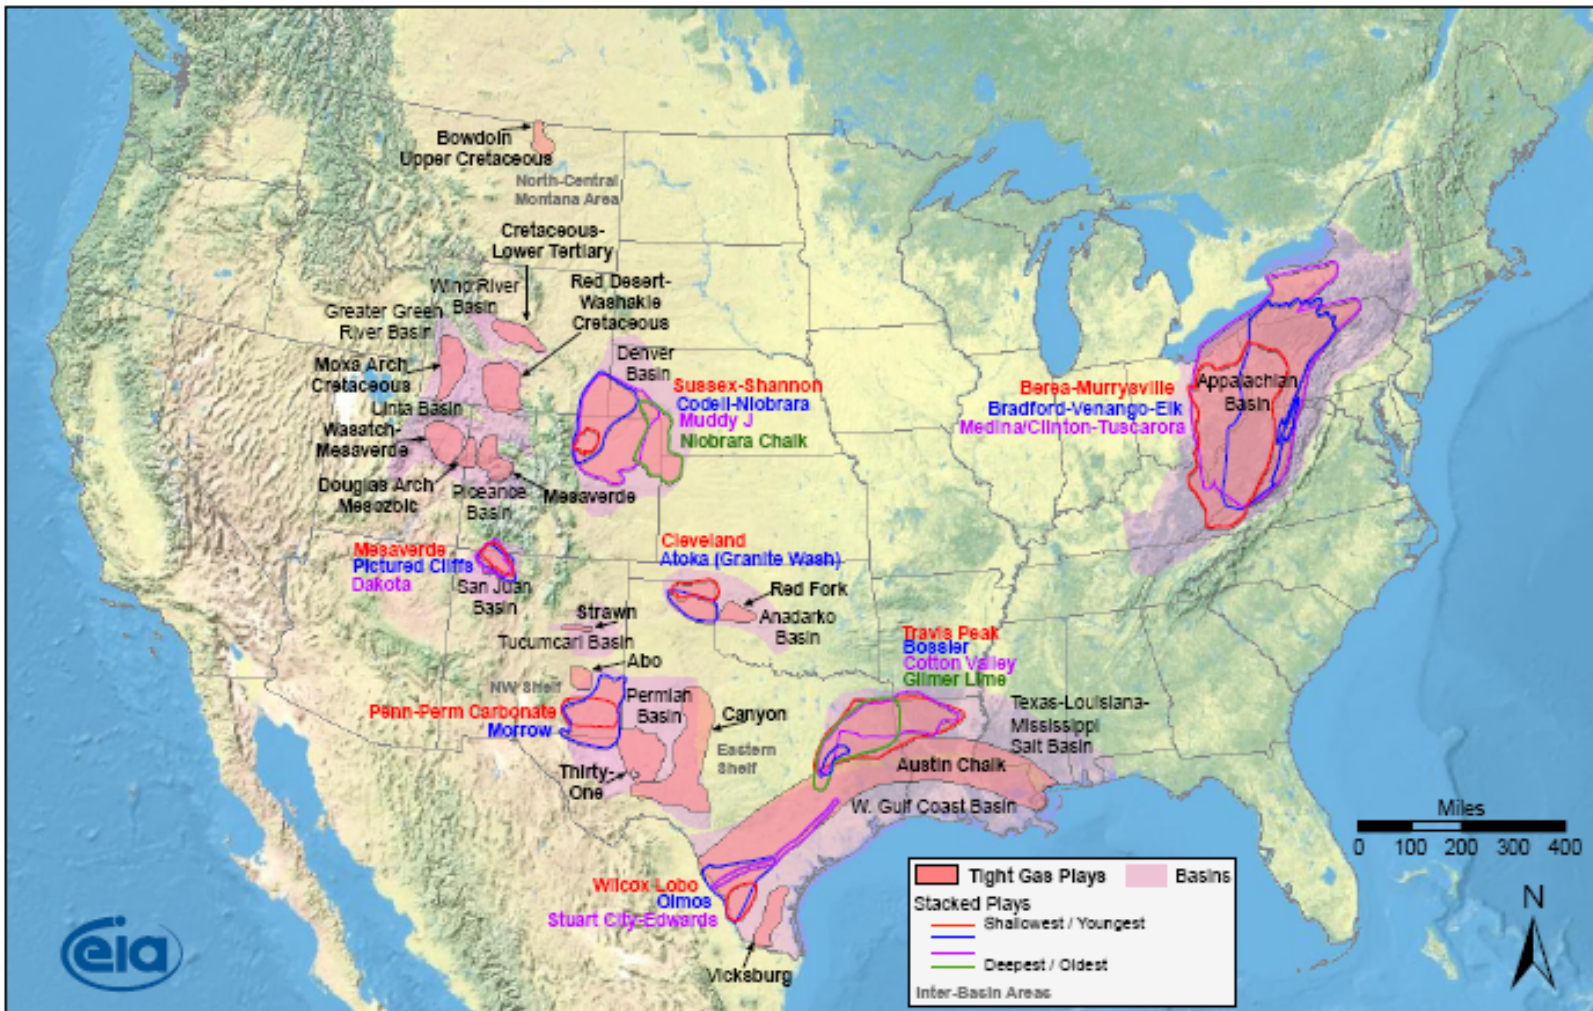 Bowdoin
Upper Cretaceous
North-Central
Montana Area
Cretaceous-
Lower Tertiary
Wind River
Basin
Red Desert-
Washakie
Cretaceous
Greater Green
River Basin
Moxa Arch
Cretaceous
Denver
Basin
Sussex-Shannon
Codell-Niobrara
Muddy J
Niobrara Chalk
Uinta Basin
Wasatch-
Mesaverde
Douglas Arch
Mesozoic
Piceance
Basin
Mesaverde
Berea-Murrysville
Bradford-Venango-Elk
Medina/Clinton-Tuscarora
Appalachian
Basin
Mesaverde
Pictured Cliffs
Dakota
San Juan
Basin
Cleveland
Atoka (Granite Wash)
Red Fork
Anadarko
Basin
Strawn
Tucumcari Basin
Abo
NW Shelf
Permian
Basin
Penn-Perm Carbonate
Morrow
Canyon
Eastern
Shelf
Thirty-
One
Travis Peak
Bossier
Cotton Valley
Gilmer Lime
Texas-Louisiana-
Mississippi
Salt Basin
Austin Chalk
W. Gulf Coast Basin
Wilcox Lobo
Olmos
Stuart City-Edwards
Vicksburg
Miles
0 100 200 300 400
N
Tight Gas Plays
Basins
Stacked Plays
Shallowest / Youngest
Deepest / Oldest
Inter-Basin Areas
eia